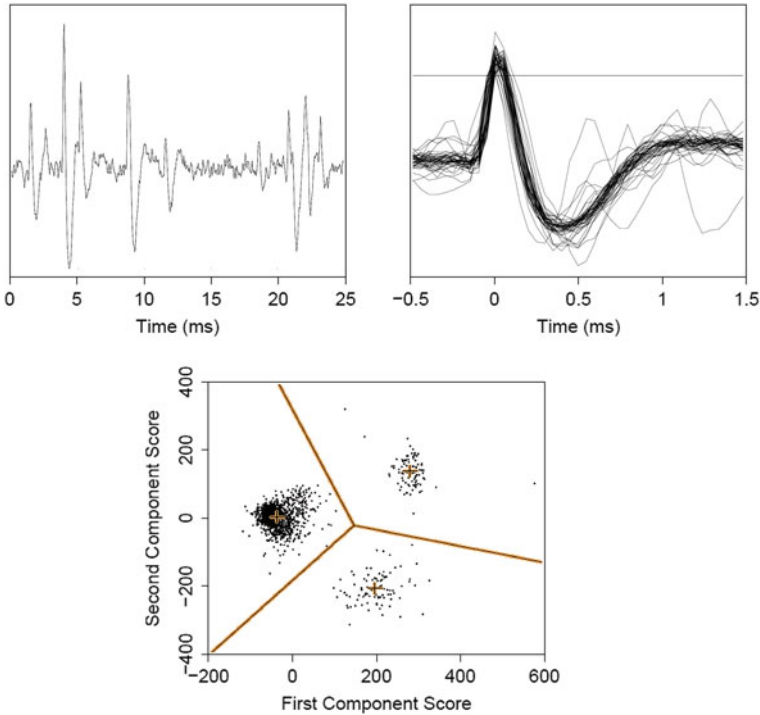 0 5 10 15 20 25
Time (ms)
−0.5 0 0.5 1 1.5
Time (ms)
400
200
0
−200
−400
Second Component Score
−200 0 200 400 600
First Component Score